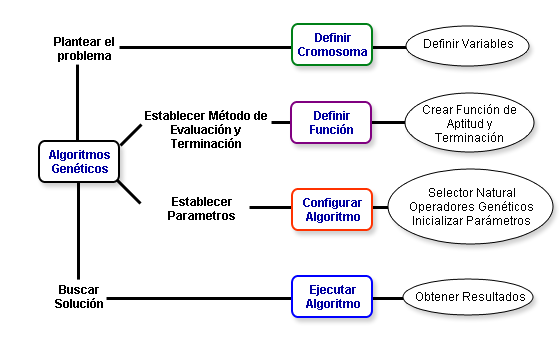 Plantear el
problema
Definir
Cromosoma
Definir Variables
Establecer Método de
Evaluación y
Terminación
Definir
Función
Crear Función de
Aptitud y
Terminación
Algoritmos
Genéticos
Establecer
Parametros
Configurar
Algoritmo
Selector Natural
Operadores Genéticos
Inicializar Parámetros
Buscar
Solución
Ejecutar
Algoritmo
Obtener Resultados